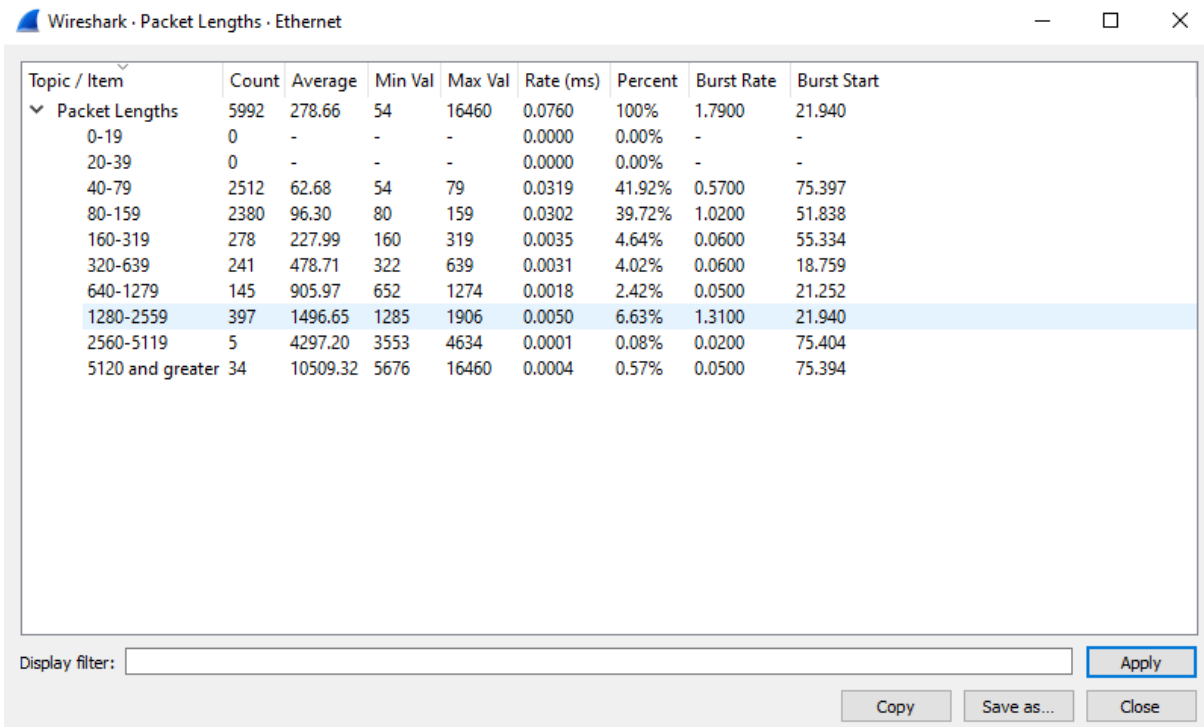 Wireshark · Packet Lengths · Ethernet
Topic / Item Count Average Min Val Max Val Rate (ms) Percent Burst Rate Burst Start
Packet Lengths 5992 278.66 54 16460 0.0760 100% 1.7900 21.940
0-19 0 - - - 0.0000 0.00% - -
20-39 0 - - - 0.0000 0.00% - -
40-79 2512 62.68 54 79 0.0319 41.92% 0.5700 75.397
80-159 2380 96.30 80 159 0.0302 39.72% 1.0200 51.838
160-319 278 227.99 160 319 0.0035 4.64% 0.0600 55.334
320-639 241 478.71 322 639 0.0031 4.02% 0.0600 18.759
640-1279 145 905.97 652 1274 0.0018 2.42% 0.0500 21.252
1280-2559 397 1496.65 1285 1906 0.0050 6.63% 1.3100 21.940
2560-5119 5 4297.20 3553 4634 0.0001 0.08% 0.0200 75.404
5120 and greater 34 10509.32 5676 16460 0.0004 0.57% 0.0500 75.394
Display filter: Apply
Copy Save as... Close